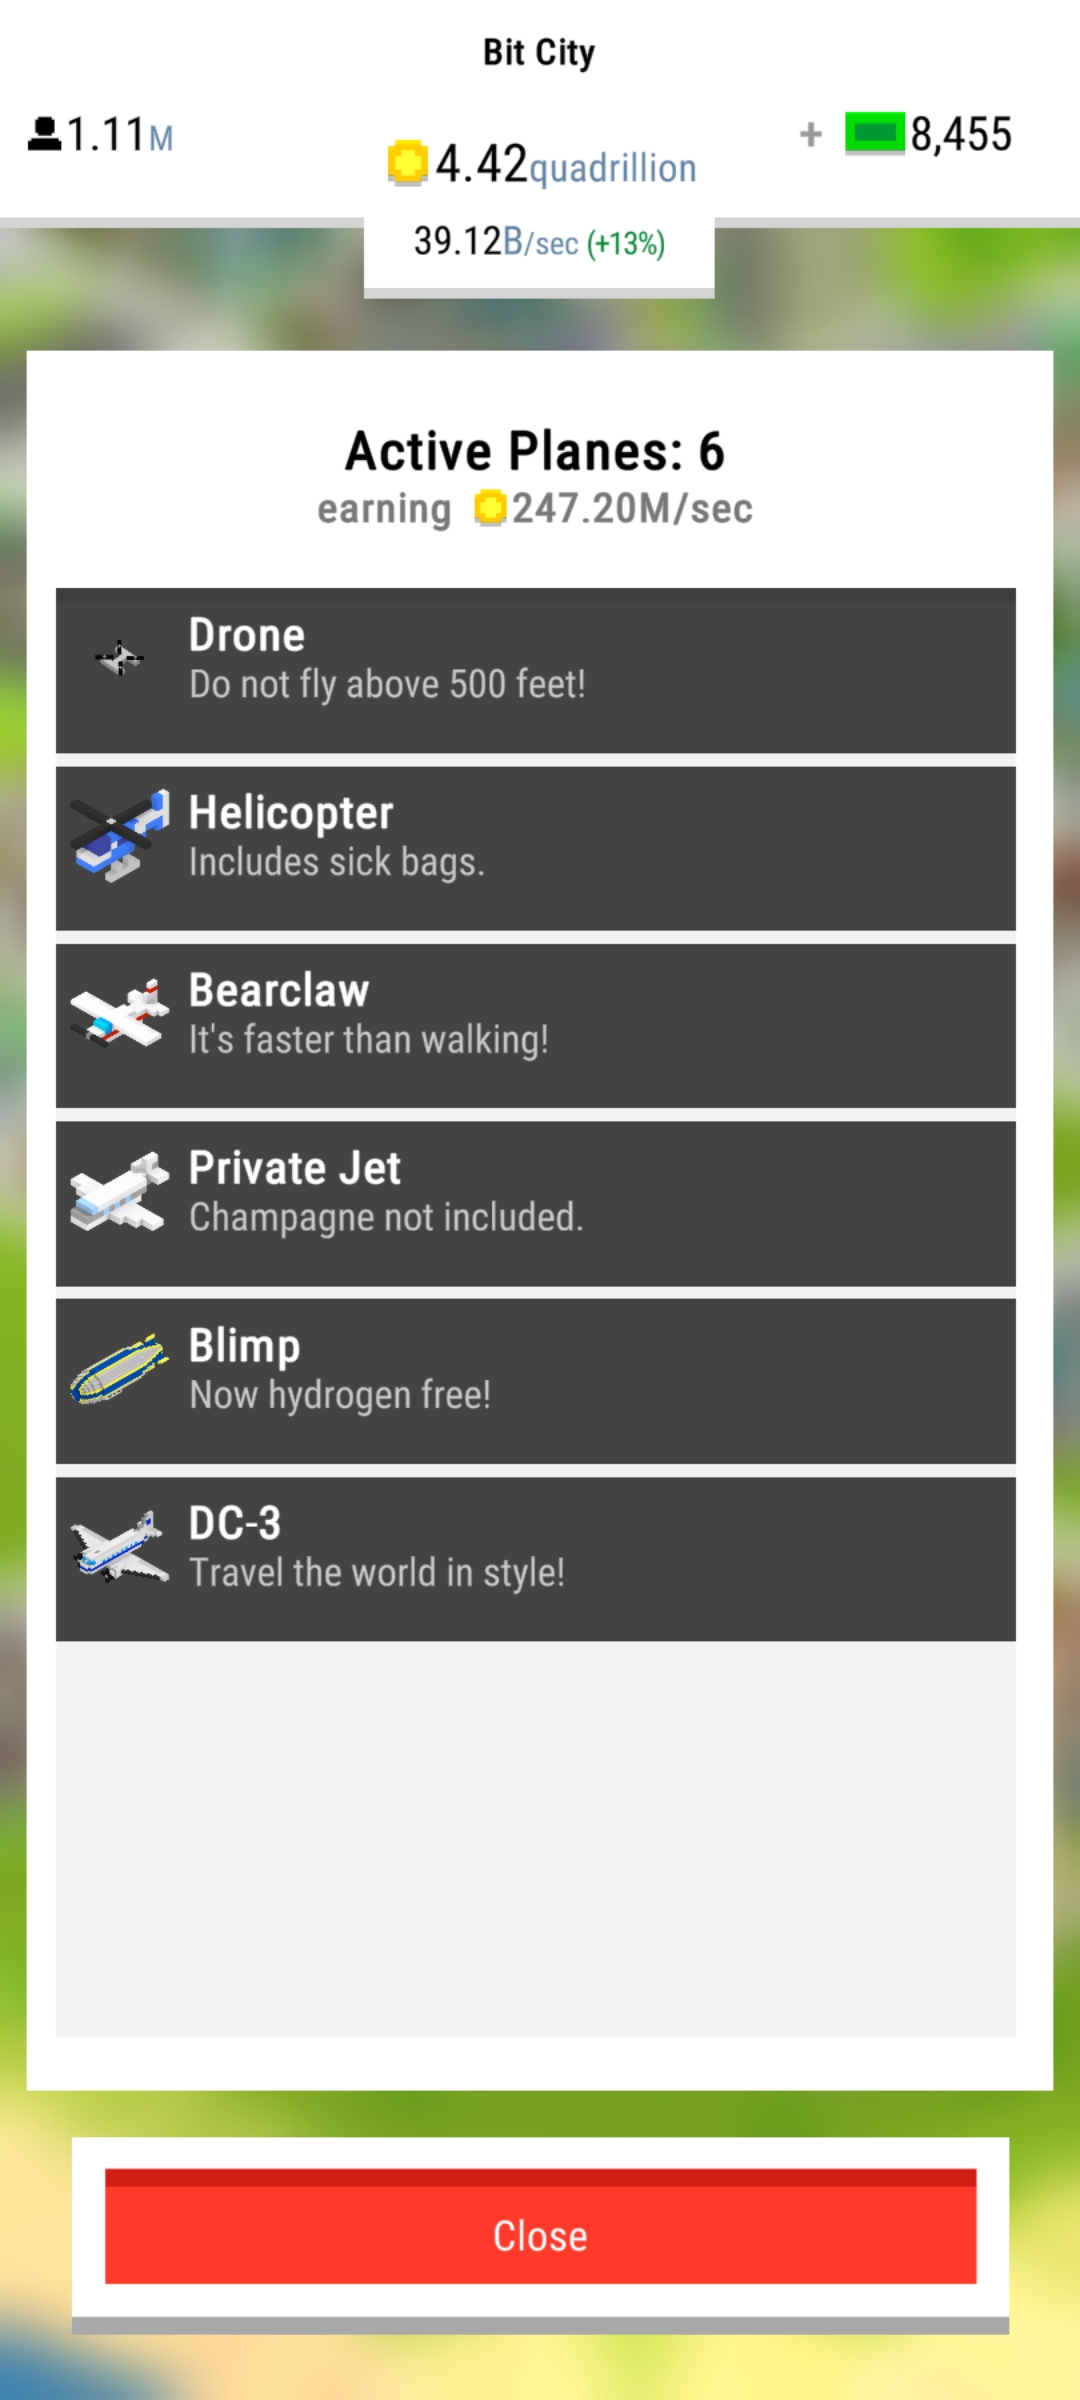 Bit City
1.11M
4.42quadrillion
+ 8,455
39.12B/sec (+13%)
Active Planes: 6
earning 247.20M/sec
Drone
Do not fly above 500 feet!
Helicopter
Includes sick bags.
Bearclaw
It's faster than walking!
Private Jet
Champagne not included.
Blimp
Now hydrogen free!
DC-3
Travel the world in style!
Close